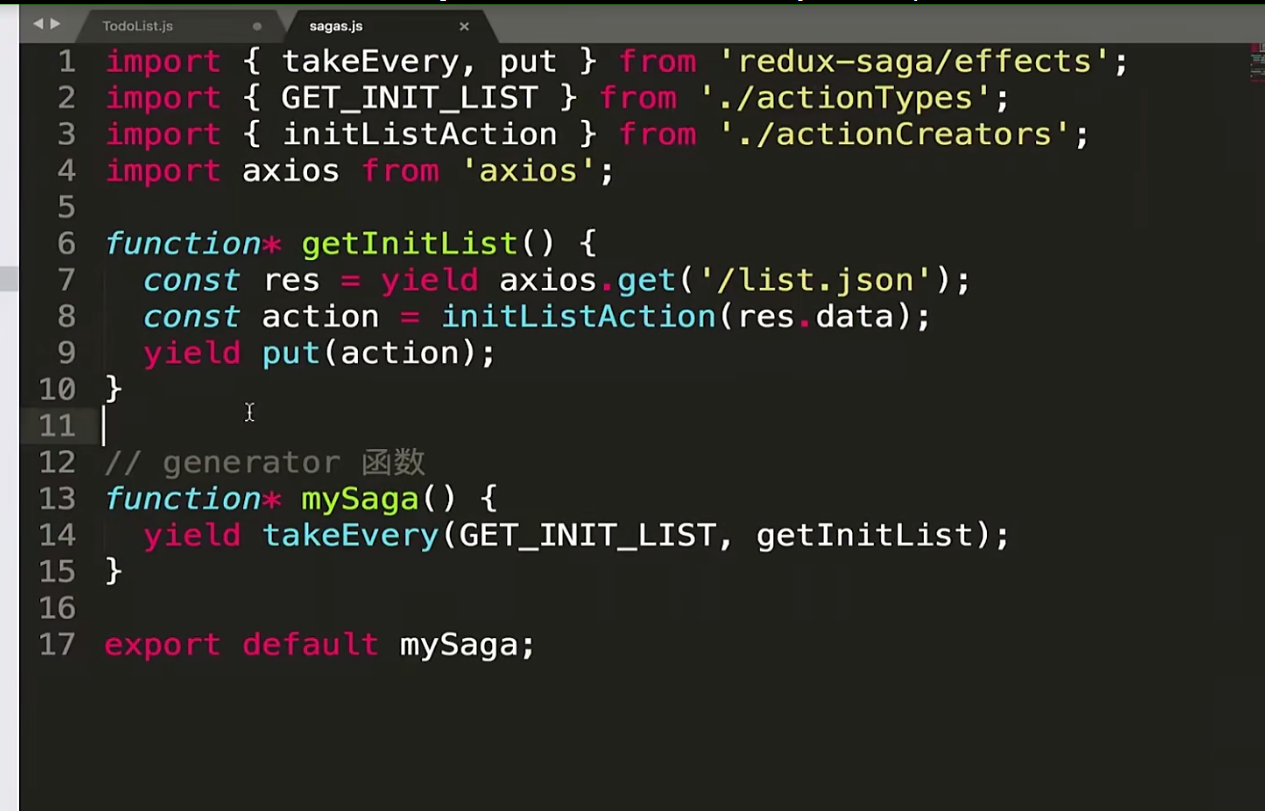 TodoList.js
sagas.js
1 import { takeEvery, put } from 'redux-saga/effects';
2 import { GET_INIT_LIST } from './actionTypes';
3 import { initListAction } from './actionCreators';
4 import axios from 'axios';
5
6 function* getInitList() {
7   const res = yield axios.get('/list.json');
8   const action = initListAction(res.data);
9   yield put(action);
10 }
11
12 // generator 函数
13 function* mySaga() {
14   yield takeEvery(GET_INIT_LIST, getInitList);
15 }
16
17 export default mySaga;